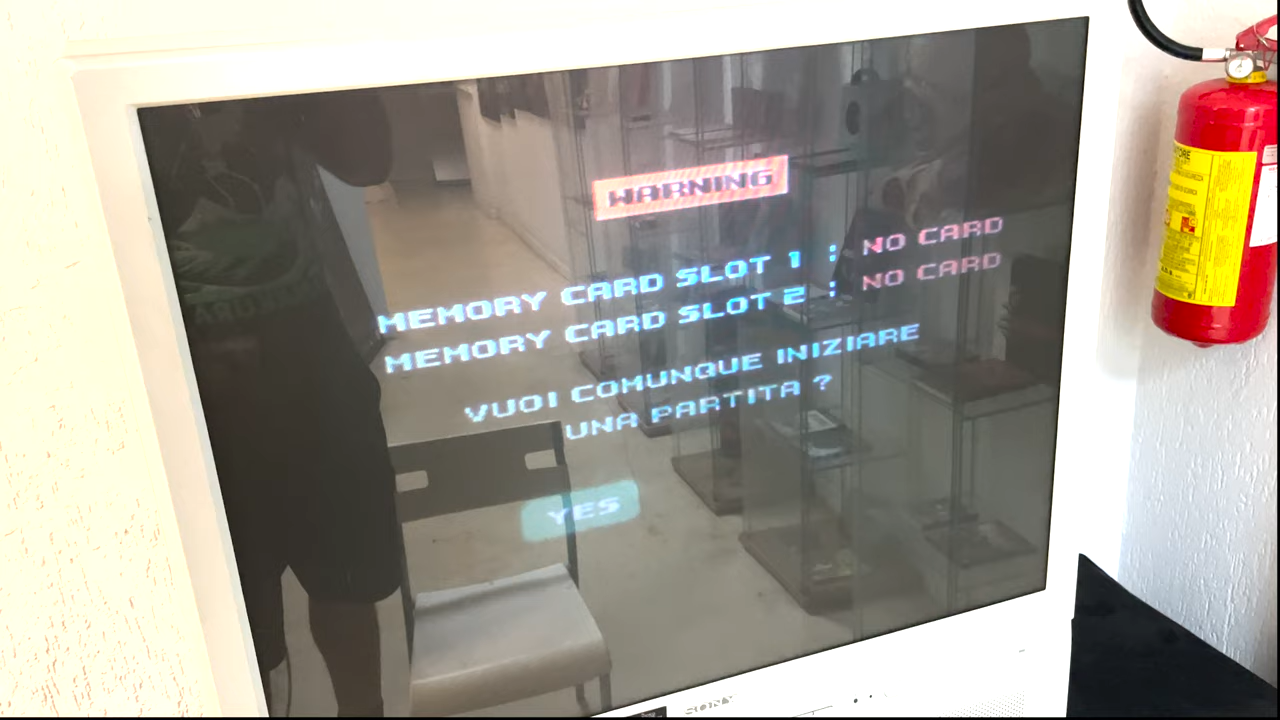 WARNING
MEMORY CARD SLOT 1 : NO CARD
MEMORY CARD SLOT 2 : NO CARD
VUOI COMUNQUE INIZIARE
UNA PARTITA ?
YES
SONY